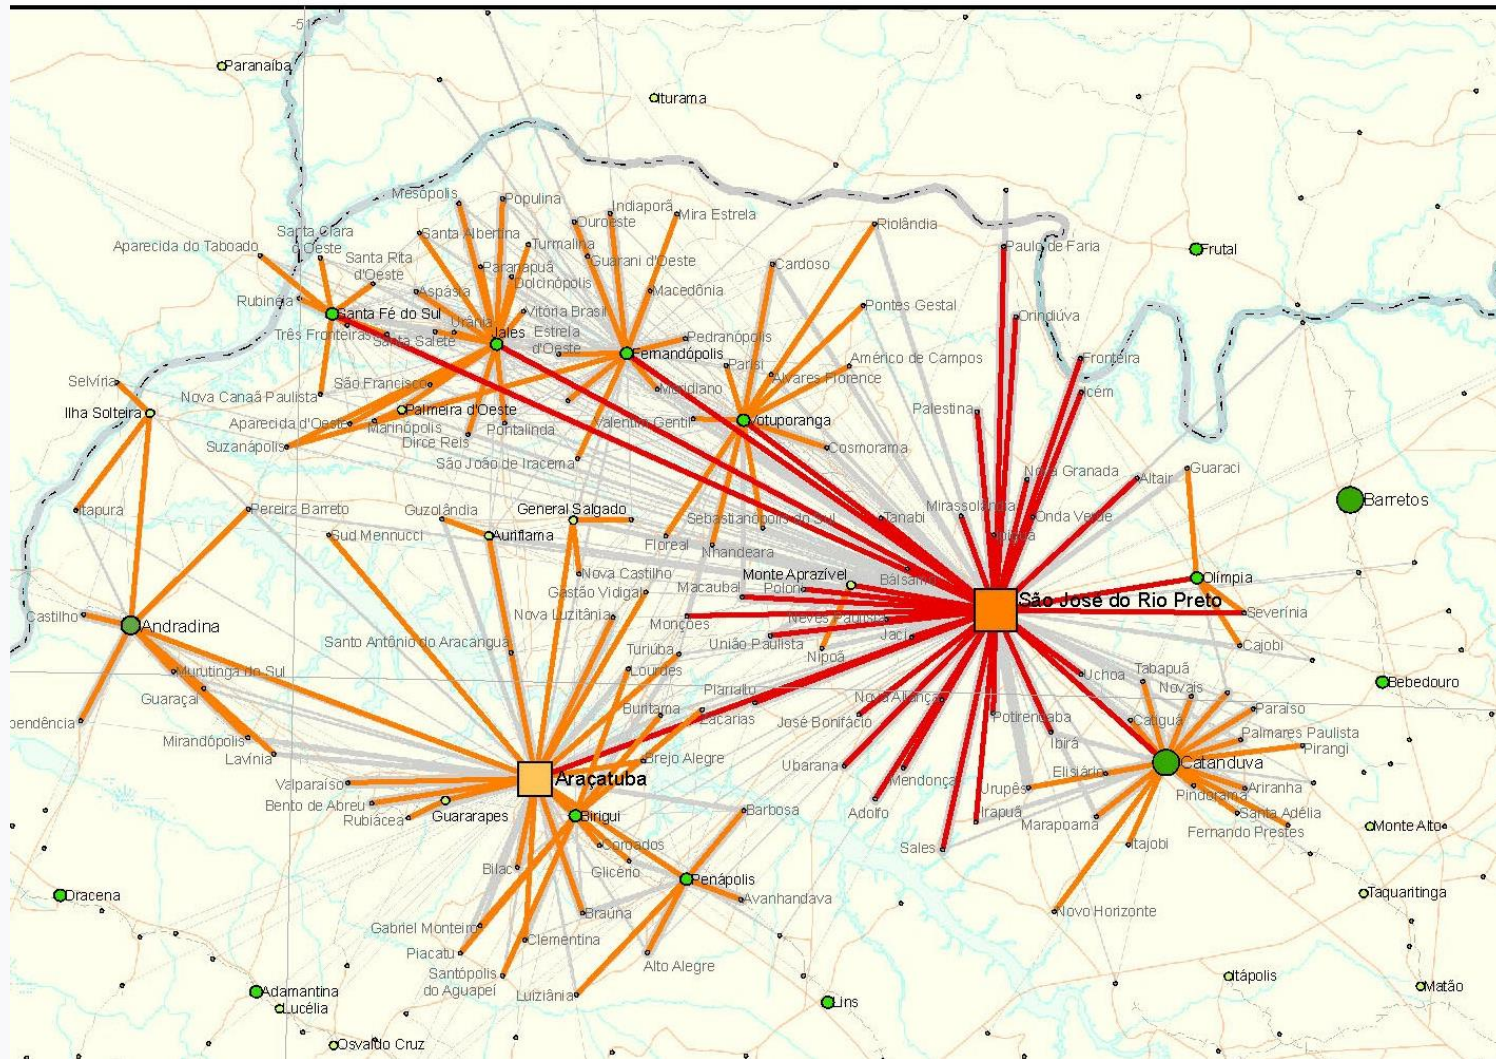 -51
Paranaíba
Iturama
Mesópolis
Populina
Indiaporã
Ouroeste
Mira Estrela
Riolândia
Santa Clara
d'Oeste
Santa Albertina
Turmalina
Paulo de Faria
Frutal
Aparecida do Taboado
Santa Rita
d'Oeste
Paranapuã
Guarani d'Oeste
Cardoso
Dolcinópolis
Rubinéia
Aspásia
Macedônia
Santa Fé do Sul
Vitória Brasil
Pontes Gestal
Orindiúva
Três Fronteiras
Urânia
Santa Salete
Jales
Estrela
d'Oeste
Pedranópolis
Fernandópolis
Parisi
Américo de Campos
Fronteira
Selvíria
São Francisco
Meridiano
Álvares Florence
Icém
Nova Canaã Paulista
Ilha Solteira
Palmeira d'Oeste
Palestina
Aparecida d'Oeste
Marinópolis
Pontalinda
Valentim Gentil
Votuporanga
Suzanápolis
Dirce Reis
Cosmorama
São João de Iracema
Nova Granada
Altair
Guaraci
Barretos
Itapura
Pereira Barreto
Guzolândia
General Salgado
Sebastianópolis do Sul
Tanabi
Mirassolândia
Onda Verde
Sud Mennucci
Auriflama
Floreal
Nhandeara
Ipiguá
Nova Castilho
Monte Aprazível
Bálsamo
Olímpia
Gastão Vidigal
Macaubal
Poloni
São José do Rio Preto
Castilho
Andradina
Nova Luzitânia
Monções
Neves Paulista
Severínia
Santo Antônio do Aracanguá
União Paulista
Jaci
Turiúba
Nipoã
Cajobi
Murutinga do Sul
Lourdes
Uchoa
Tabapuã
Bebedouro
Guaraçaí
Planalto
Nova Aliança
Novais
pendência
Buritama
Zacarias
José Bonifácio
Potirendaba
Catiguá
Paraíso
Mirandópolis
Ibirá
Palmares Paulista
Lavínia
Brejo Alegre
Pirangi
Ubarana
Mendonça
Elisiário
Catanduva
Valparaíso
Araçatuba
Urupês
Pindorama
Ariranha
Bento de Abreu
Guararapes
Barbosa
Adolfo
Irapuã
Marapoama
Santa Adélia
Rubiácea
Birigui
Fernando Prestes
Monte Alto
Coroados
Sales
Itajobi
Bilac
Glicério
Penápolis
Dracena
Avanhandava
Taquaritinga
Braúna
Novo Horizonte
Gabriel Monteiro
Clementina
Piacatu
Alto Alegre
Santópolis
do Aguapeí
Itápolis
Adamantina
Luiziânia
Matão
Lucélia
Lins
Osvaldo Cruz